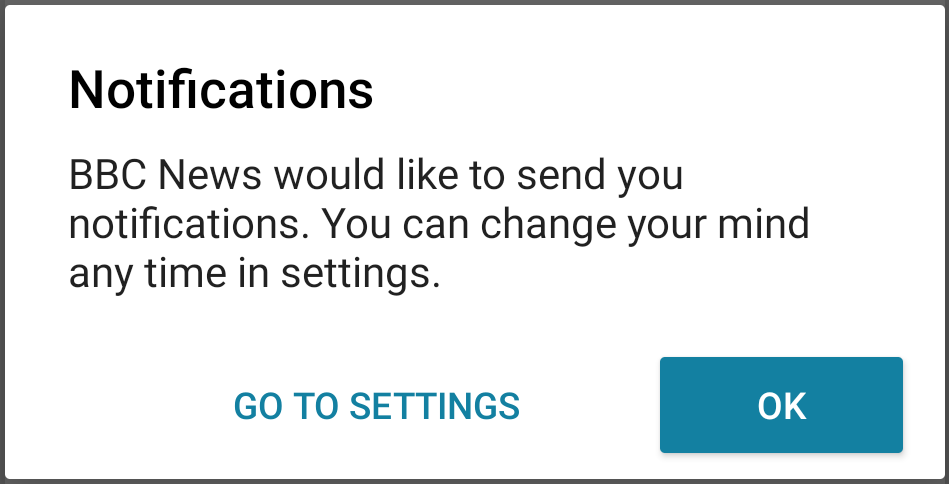 Notifications
BBC News would like to send you
notifications. You can change your mind
any time in settings.
GO TO SETTINGS
OK